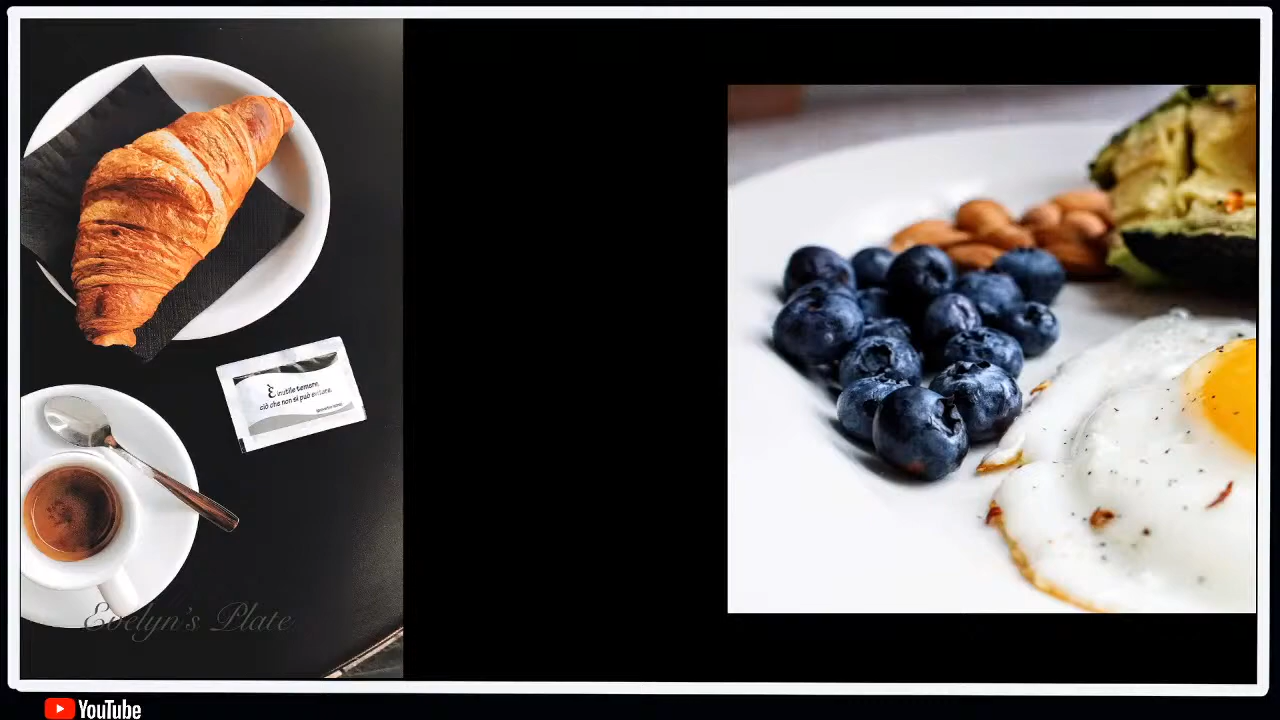 È inutile temere
ciò che non si può evitare.
Evelyn's Plate
YouTube